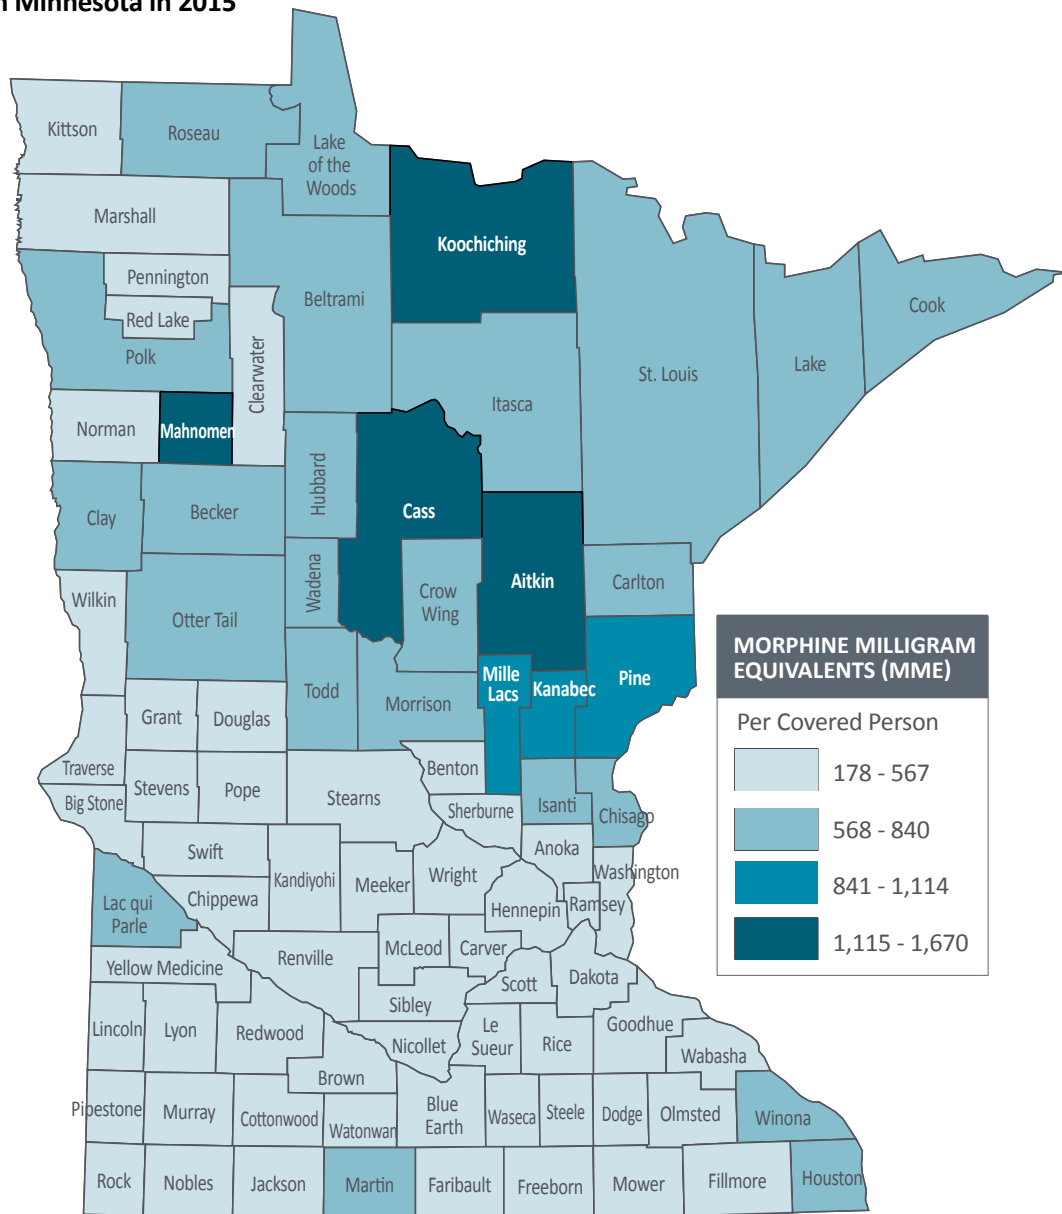 n Minnesota in 2015
Kittson
Roseau
Lake
of the
Woods
Marshall
Koochiching
Pennington
Red Lake
Polk
Beltrami
Clearwater
Cook
Lake
St. Louis
Itasca
Norman
Mahnomen
Hubbard
Cass
Clay
Becker
Wadena
Crow
Wing
Aitkin
Carlton
Wilkin
Otter Tail
Todd
Morrison
Mille
Lacs
Kanabec
Pine
MORPHINE MILLIGRAM
EQUIVALENTS (MME)
Per Covered Person
178 - 567
568 - 840
841 - 1,114
1,115 - 1,670
Grant
Douglas
Traverse
Big Stone
Stevens
Pope
Stearns
Benton
Sherburne
Isanti
Chisago
Swift
Kandiyohi
Meeker
Wright
Anoka
Washington
Chippewa
Hennepin
Ramsey
Lac qui
Parle
Renville
McLeod
Carver
Yellow Medicine
Scott
Dakota
Sibley
Lincoln
Lyon
Redwood
Nicollet
Le
Sueur
Rice
Goodhue
Wabasha
Brown
Pipestone
Murray
Cottonwood
Watonwan
Blue
Earth
Waseca
Steele
Dodge
Olmsted
Winona
Rock
Nobles
Jackson
Martin
Faribault
Freeborn
Mower
Fillmore
Houston